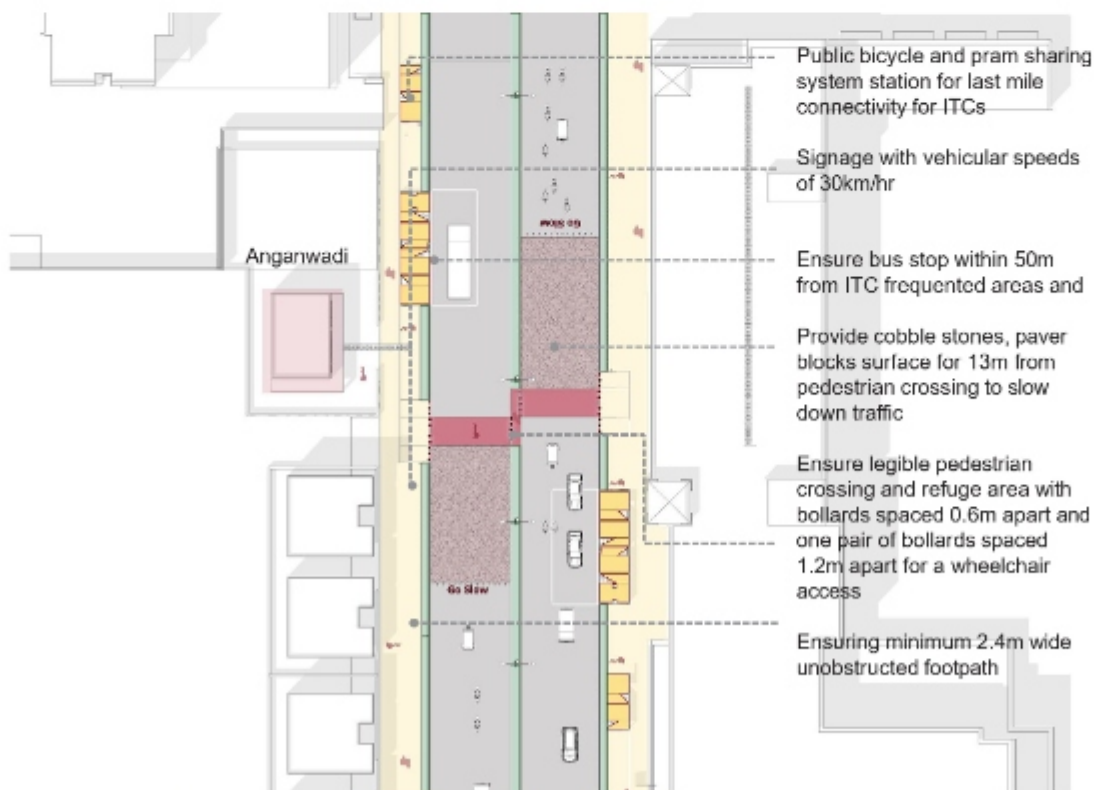 Public bicycle and pram sharing
system station for last mile
connectivity for ITCs
Signage with vehicular speeds
of 30km/hr
Go Slow
Anganwadi
Ensure bus stop within 50m
from ITC frequented areas and
Provide cobble stones, paver
blocks surface for 13m from
pedestrian crossing to slow
down traffic
Ensure legible pedestrian
crossing and refuge area with
bollards spaced 0.6m apart and
one pair of bollards spaced
1.2m apart for a wheelchair
access
Go Slow
Ensuring minimum 2.4m wide
unobstructed footpath